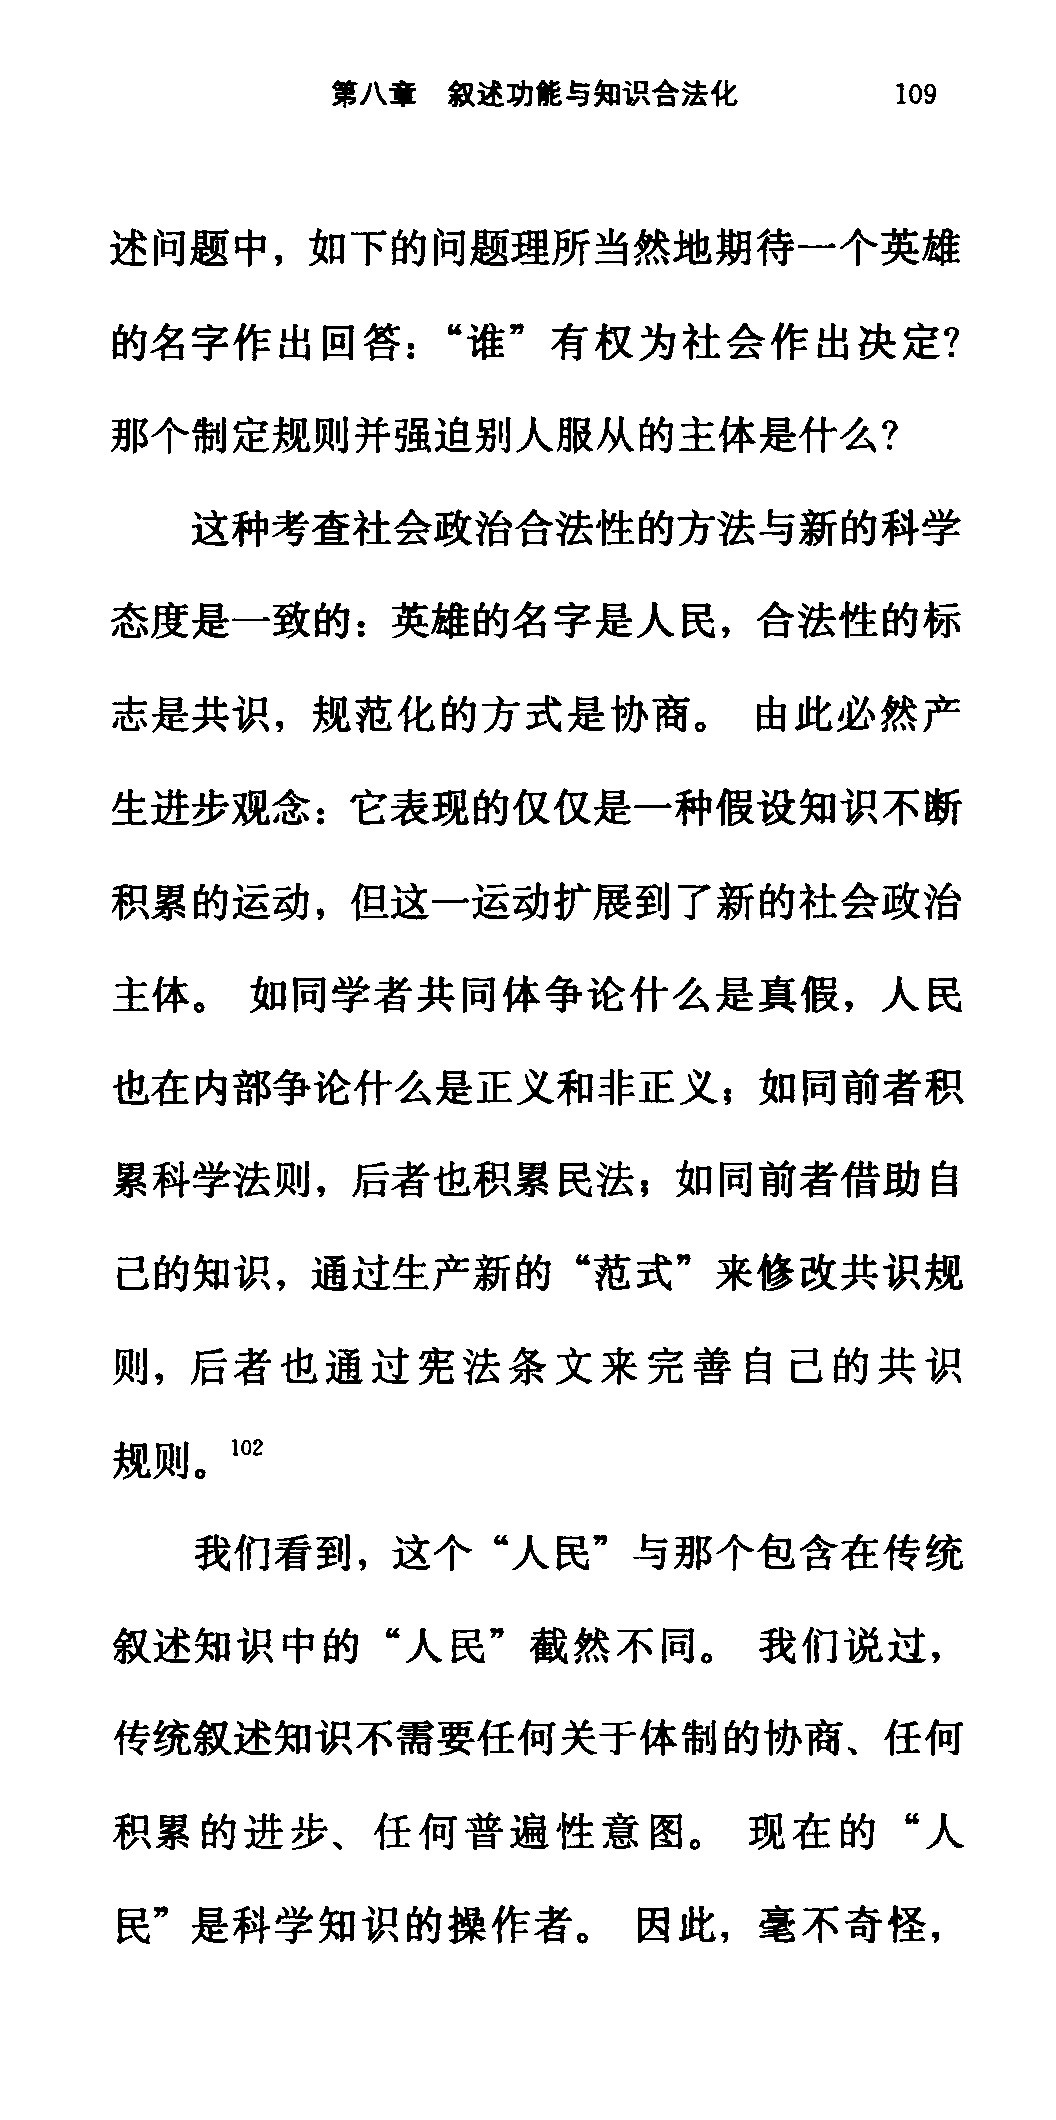 第八章 叙述功能与知识合法化 109
述问题中，如下的问题理所当然地期待一个英雄
的名字作出回答：“谁”有权为社会作出决定？
那个制定规则并强迫别人服从的主体是什么？
这种考查社会政治合法性的方法与新的科学
态度是一致的：英雄的名字是人民，合法性的标
志是共识，规范化的方式是协商。 由此必然产
生进步观念：它表现的仅仅是一种假设知识不断
积累的运动，但这一运动扩展到了新的社会政治
主体。 如同学者共同体争论什么是真假，人民
也在内部争论什么是正义和非正义；如同前者积
累科学法则，后者也积累民法；如同前者借助自
己的知识，通过生产新的“范式”来修改共识规
则，后者也通过宪法条文来完善自己的共识
规则。102
我们看到，这个“人民”与那个包含在传统
叙述知识中的“人民”截然不同。 我们说过，
传统叙述知识不需要任何关于体制的协商、任何
积累的进步、任何普遍性意图。 现在的“人
民”是科学知识的操作者。 因此，毫不奇怪，